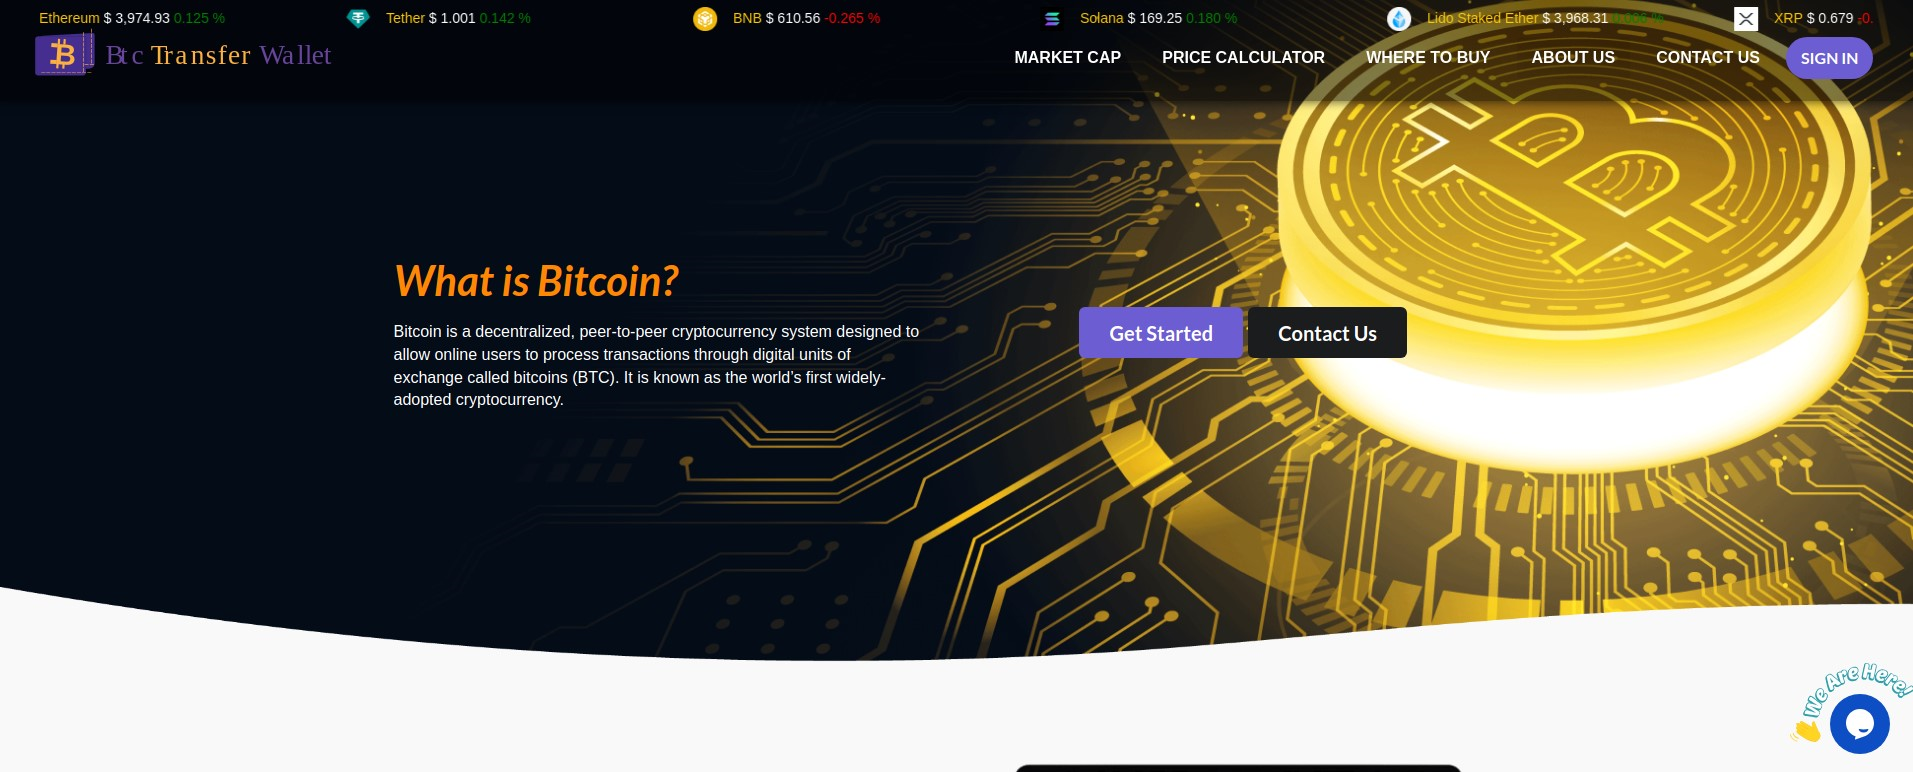 Ethereum $ 3,974.93 0.125 %
Tether $ 1.001 0.142 %
BNB $ 610.56 -0.265 %
Solana $ 169.25 0.180 %
Lido Staked Ether $ 3,968.31
XRP $ 0.679
Btc Transfer Wallet
MARKET CAP
PRICE CALCULATOR
WHERE TO BUY
ABOUT US
CONTACT US
SIGN IN
What is Bitcoin?
Bitcoin is a decentralized, peer-to-peer cryptocurrency system designed to
allow online users to process transactions through digital units of
exchange called bitcoins (BTC). It is known as the world's first widely-
adopted cryptocurrency.
Get Started
Contact Us
We Are Here!